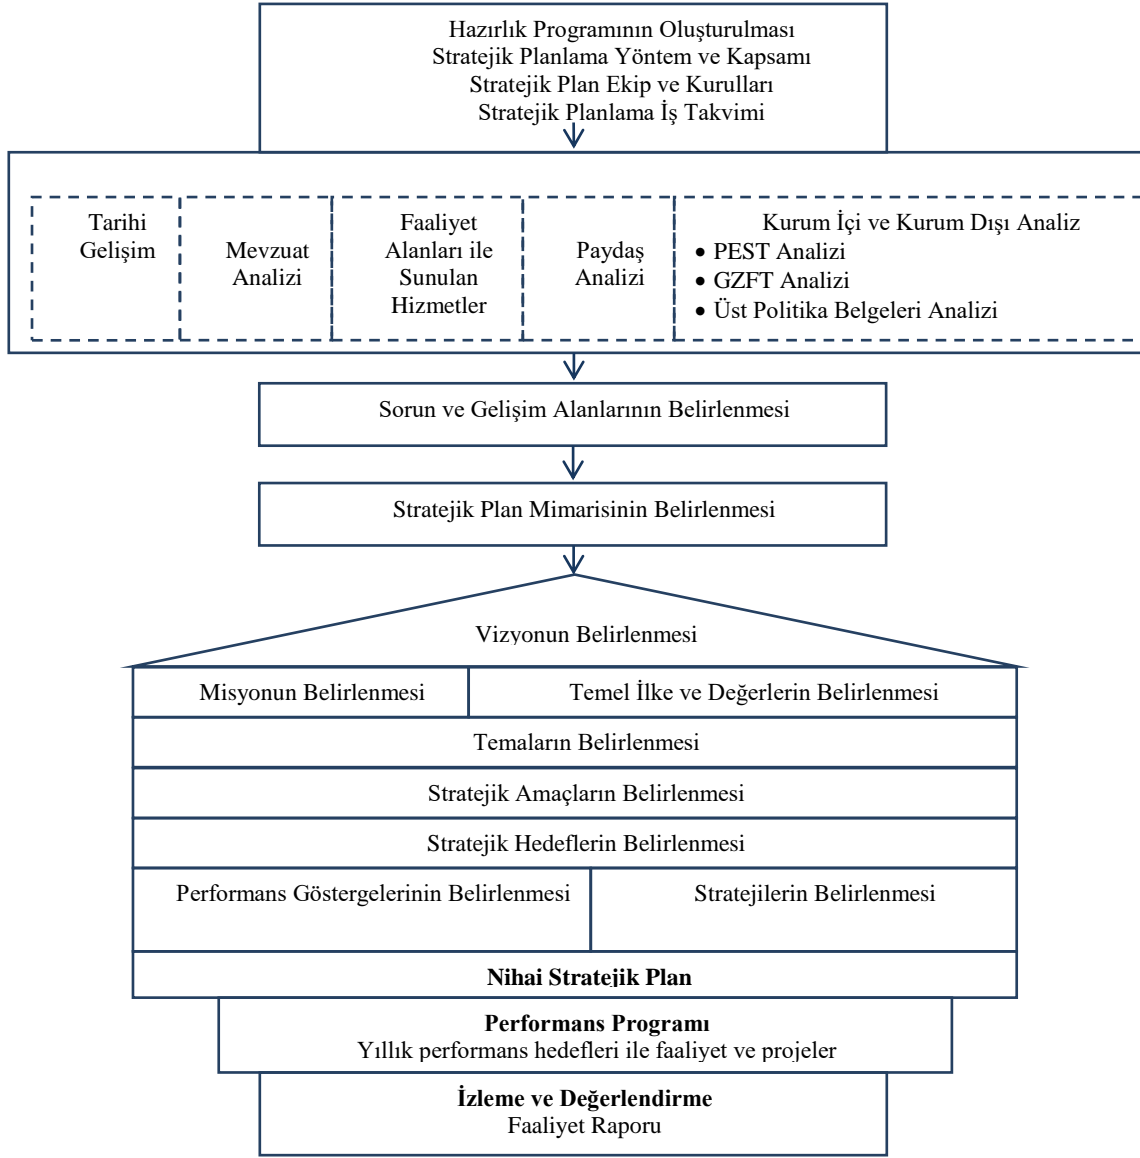 Hazırlık Programının Oluşturulması
Stratejik Planlama Yöntem ve Kapsamı
Stratejik Plan Ekip ve Kurulları
Stratejik Planlama İş Takvimi
Tarihi
Gelişim
Mevzuat
Analizi
Faaliyet
Alanları ile
Sunulan
Hizmetler
Paydaş
Analizi
Kurum İçi ve Kurum Dışı Analiz
• PEST Analizi
• GZFT Analizi
• Üst Politika Belgeleri Analizi
Sorun ve Gelişim Alanlarının Belirlenmesi
Stratejik Plan Mimarisinin Belirlenmesi
Vizyonun Belirlenmesi
Misyonun Belirlenmesi
Temel İlke ve Değerlerin Belirlenmesi
Temaların Belirlenmesi
Stratejik Amaçların Belirlenmesi
Stratejik Hedeflerin Belirlenmesi
Performans Göstergelerinin Belirlenmesi
Stratejilerin Belirlenmesi
Nihai Stratejik Plan
Performans Programı
Yıllık performans hedefleri ile faaliyet ve projeler
İzleme ve Değerlendirme
Faaliyet Raporu